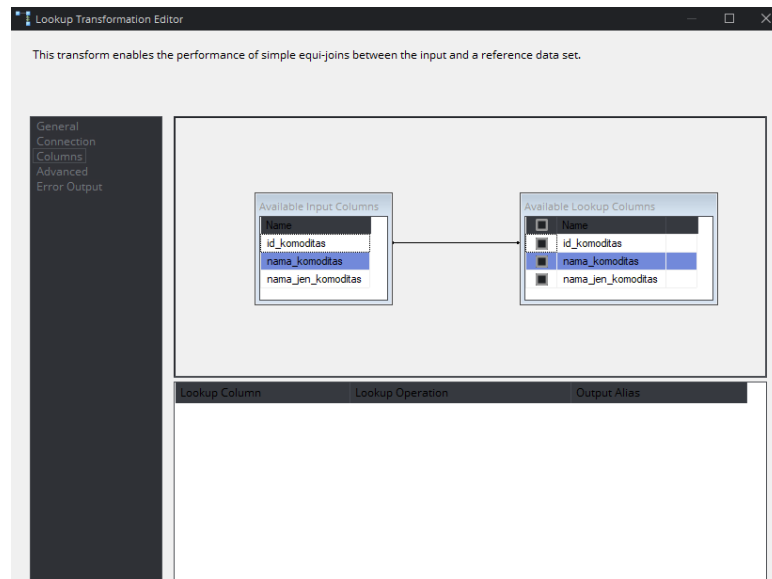 Lookup Transformation Editor
This transform enables the performance of simple equi-joins between the input and a reference data set.
General
Connection
Columns
Advanced
Error Output
Available Input Columns
Name
id_komoditas
nama_komoditas
nama_jen_komoditas
Available Lookup Columns
Name
id_komoditas
nama_komoditas
nama_jen_komoditas
Lookup Column Lookup Operation Output Alias